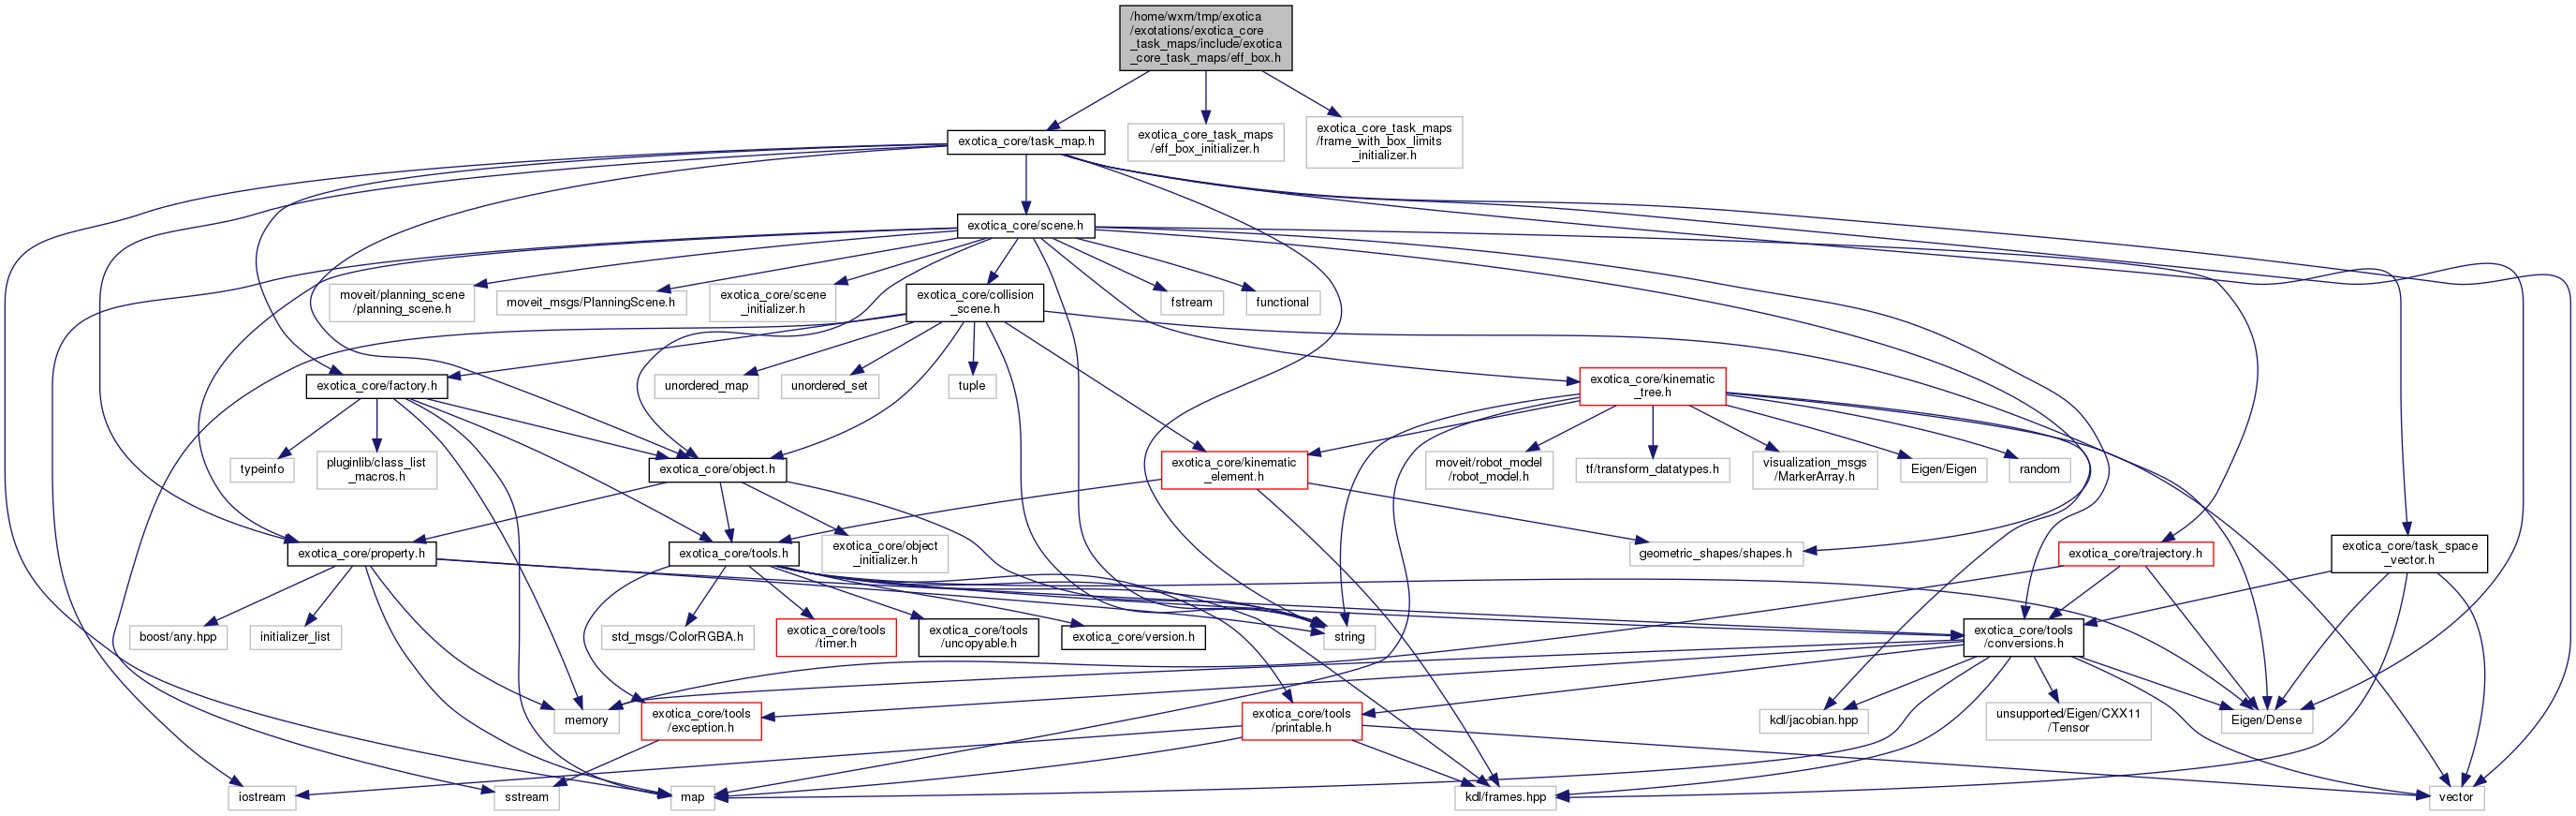 /home/wxm/tmp/exotica
/exotations/exotica_core
_task_maps/include/exotica
_core_task_maps/eff_box.h
exotica_core/task_map.h
exotica_core_task_maps
/eff_box_initializer.h
exotica_core_task_maps
/frame_with_box_limits
_initializer.h
exotica_core/scene.h
moveit/planning_scene
/planning_scene.h
moveit_msgs/PlanningScene.h
exotica_core/scene
_initializer.h
exotica_core/collision
_scene.h
fstream
functional
exotica_core/factory.h
unordered_map
unordered_set
tuple
exotica_core/kinematic
_tree.h
typeinfo
pluginlib/class_list
_macros.h
exotica_core/object.h
exotica_core/kinematic
_element.h
moveit/robot_model
/robot_model.h
tf/transform_datatypes.h
visualization_msgs
/MarkerArray.h
Eigen/Eigen
random
exotica_core/property.h
exotica_core/tools.h
exotica_core/object
_initializer.h
geometric_shapes/shapes.h
exotica_core/trajectory.h
exotica_core/task_space
_vector.h
boost/any.hpp
initializer_list
std_msgs/ColorRGBA.h
exotica_core/tools
/timer.h
exotica_core/tools
/uncopyable.h
exotica_core/version.h
string
exotica_core/tools
/conversions.h
memory
exotica_core/tools
/exception.h
exotica_core/tools
/printable.h
kdl/jacobian.hpp
unsupported/Eigen/CXX11
/Tensor
Eigen/Dense
iostream
sstream
map
kdl/frames.hpp
vector